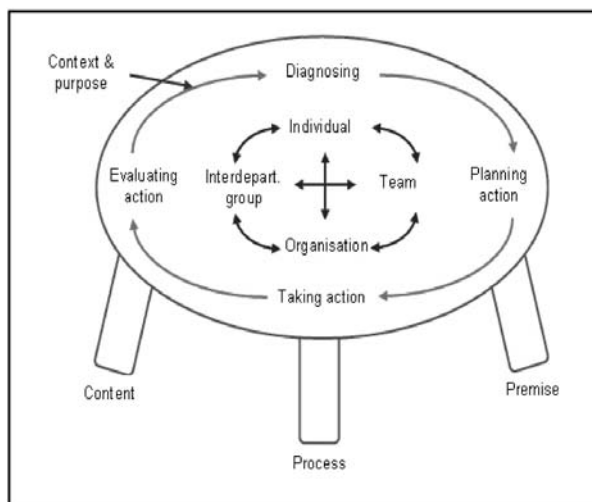 Context &
purpose
Diagnosing
Individual
Evaluating
action
Interdepart.
group
Team
Planning
action
Organisation
Taking action
Content
Process
Premise